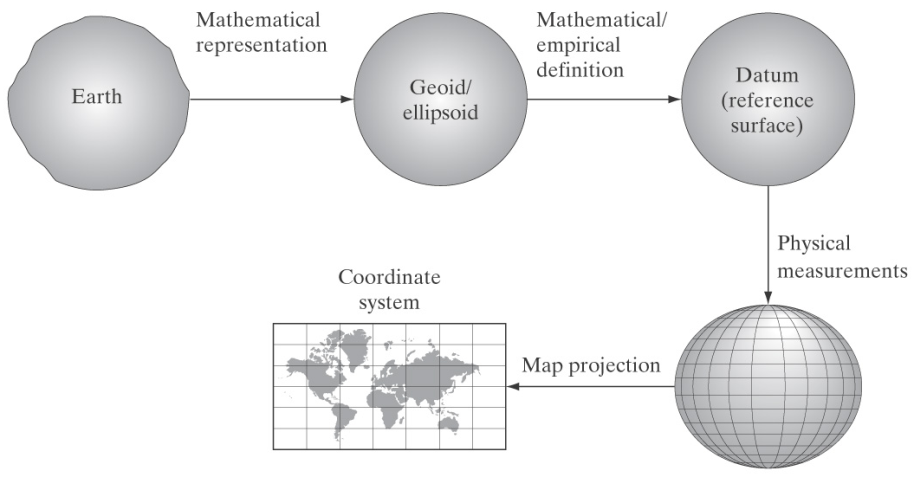 Mathematical
representation
Mathematical/
empirical
definition
Earth
Geoid/
ellipsoid
Datum
(reference
surface)
Physical
measurements
Coordinate
system
Map projection